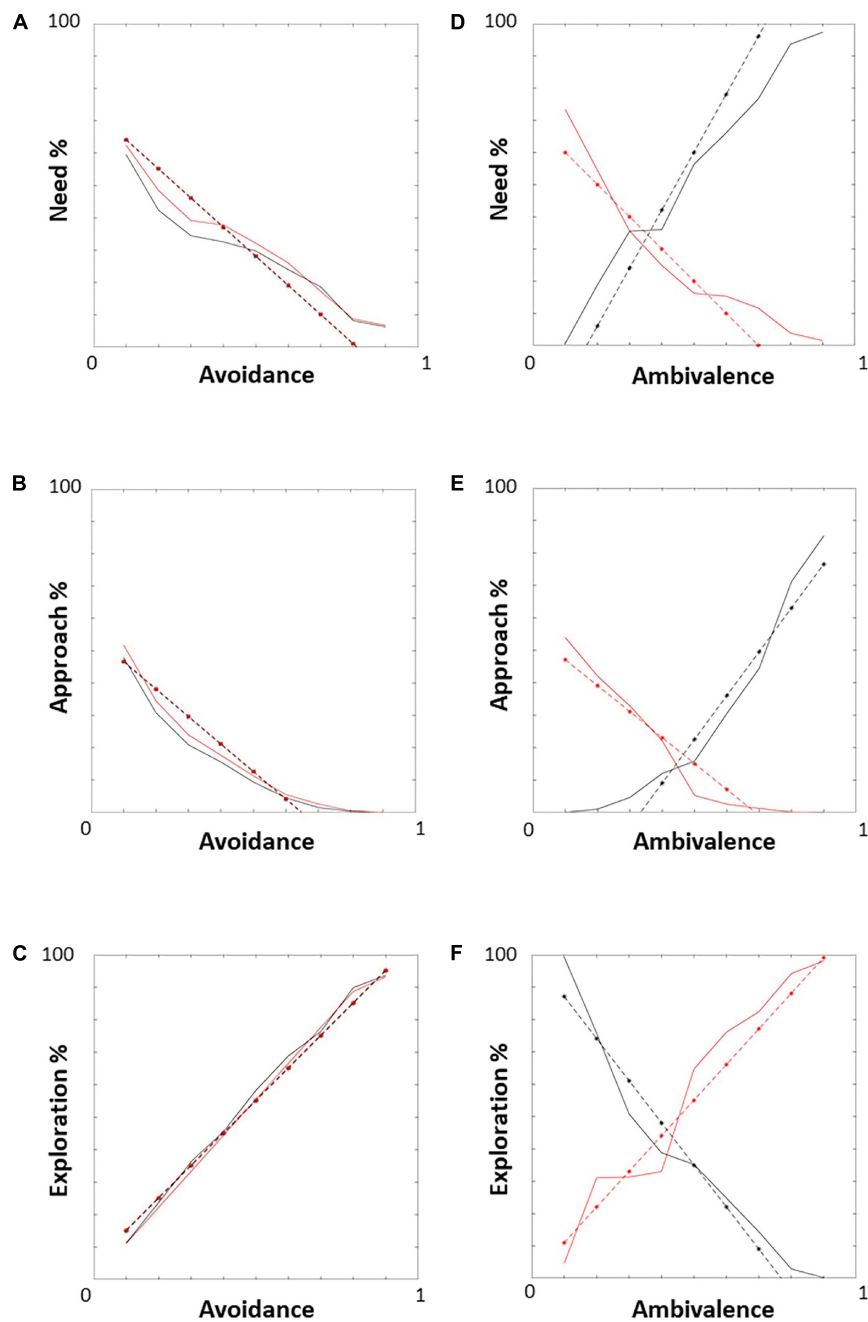 A
100
Need %
0
1
Avoidance
D
100
Need %
0
1
Ambivalence
B
100
Approach %
0
1
Avoidance
E
100
Approach %
0
1
Ambivalence
C
100
Exploration %
0
1
Avoidance
F
100
Exploration %
0
1
Ambivalence